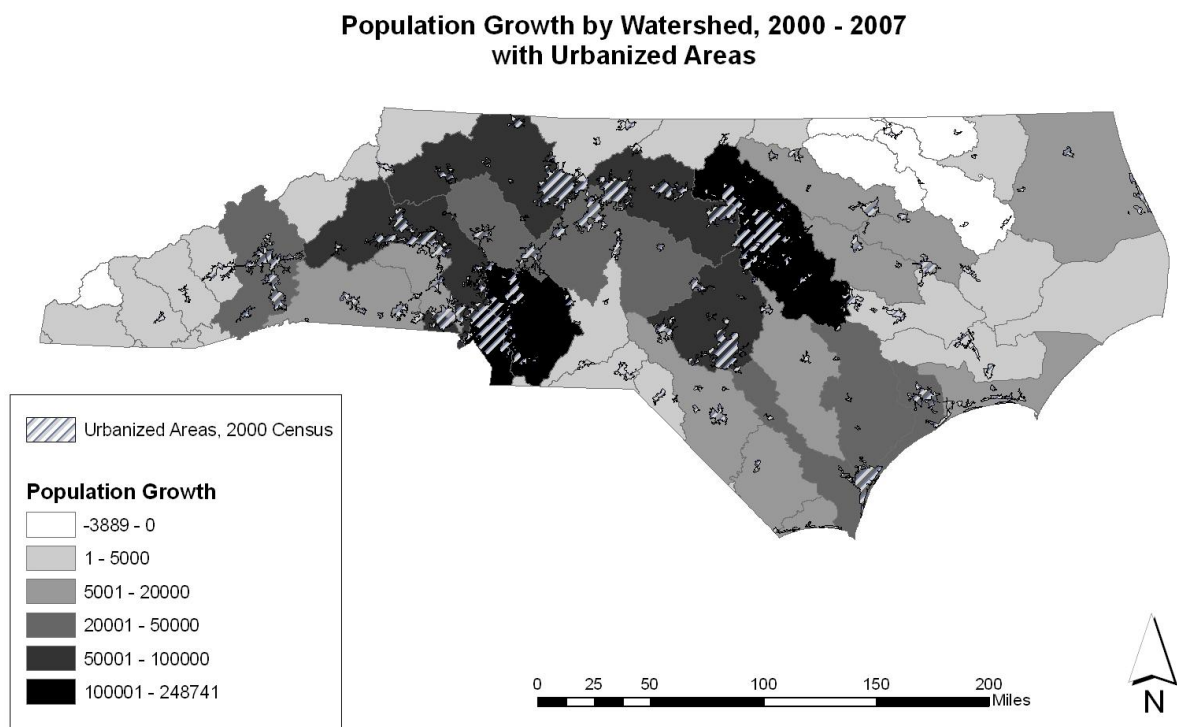 Population Growth by Watershed, 2000 - 2007
with Urbanized Areas
Urbanized Areas, 2000 Census
Population Growth
-3889 - 0
1 - 5000
5001 - 20000
20001 - 50000
50001 - 100000
100001 - 248741
0 25 50 100 150 200
Miles
N